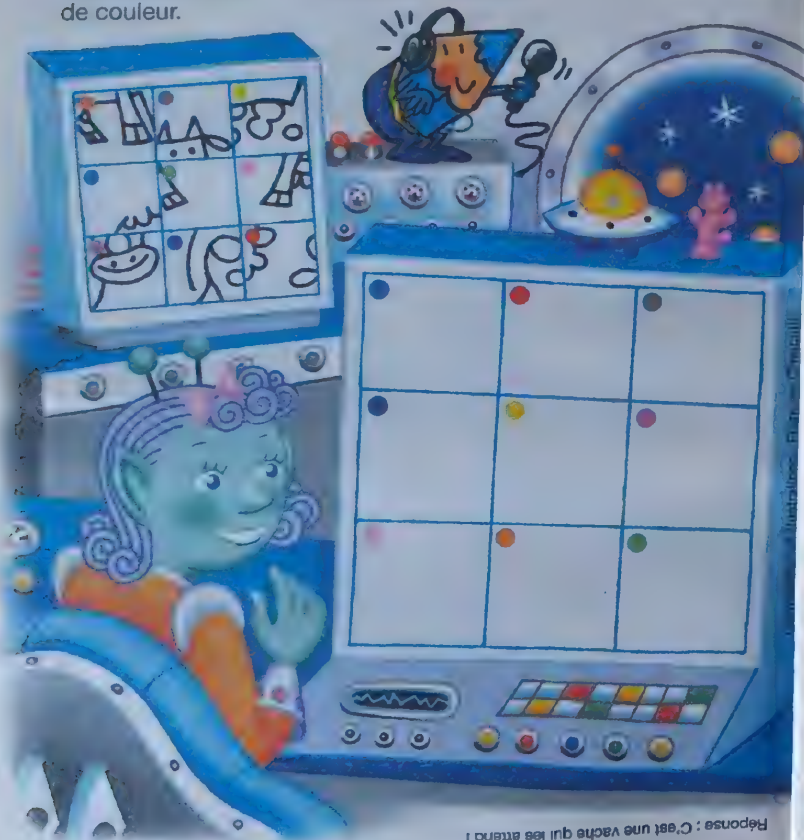 de couleur.
Réponse : C'est une vache qui les attend !